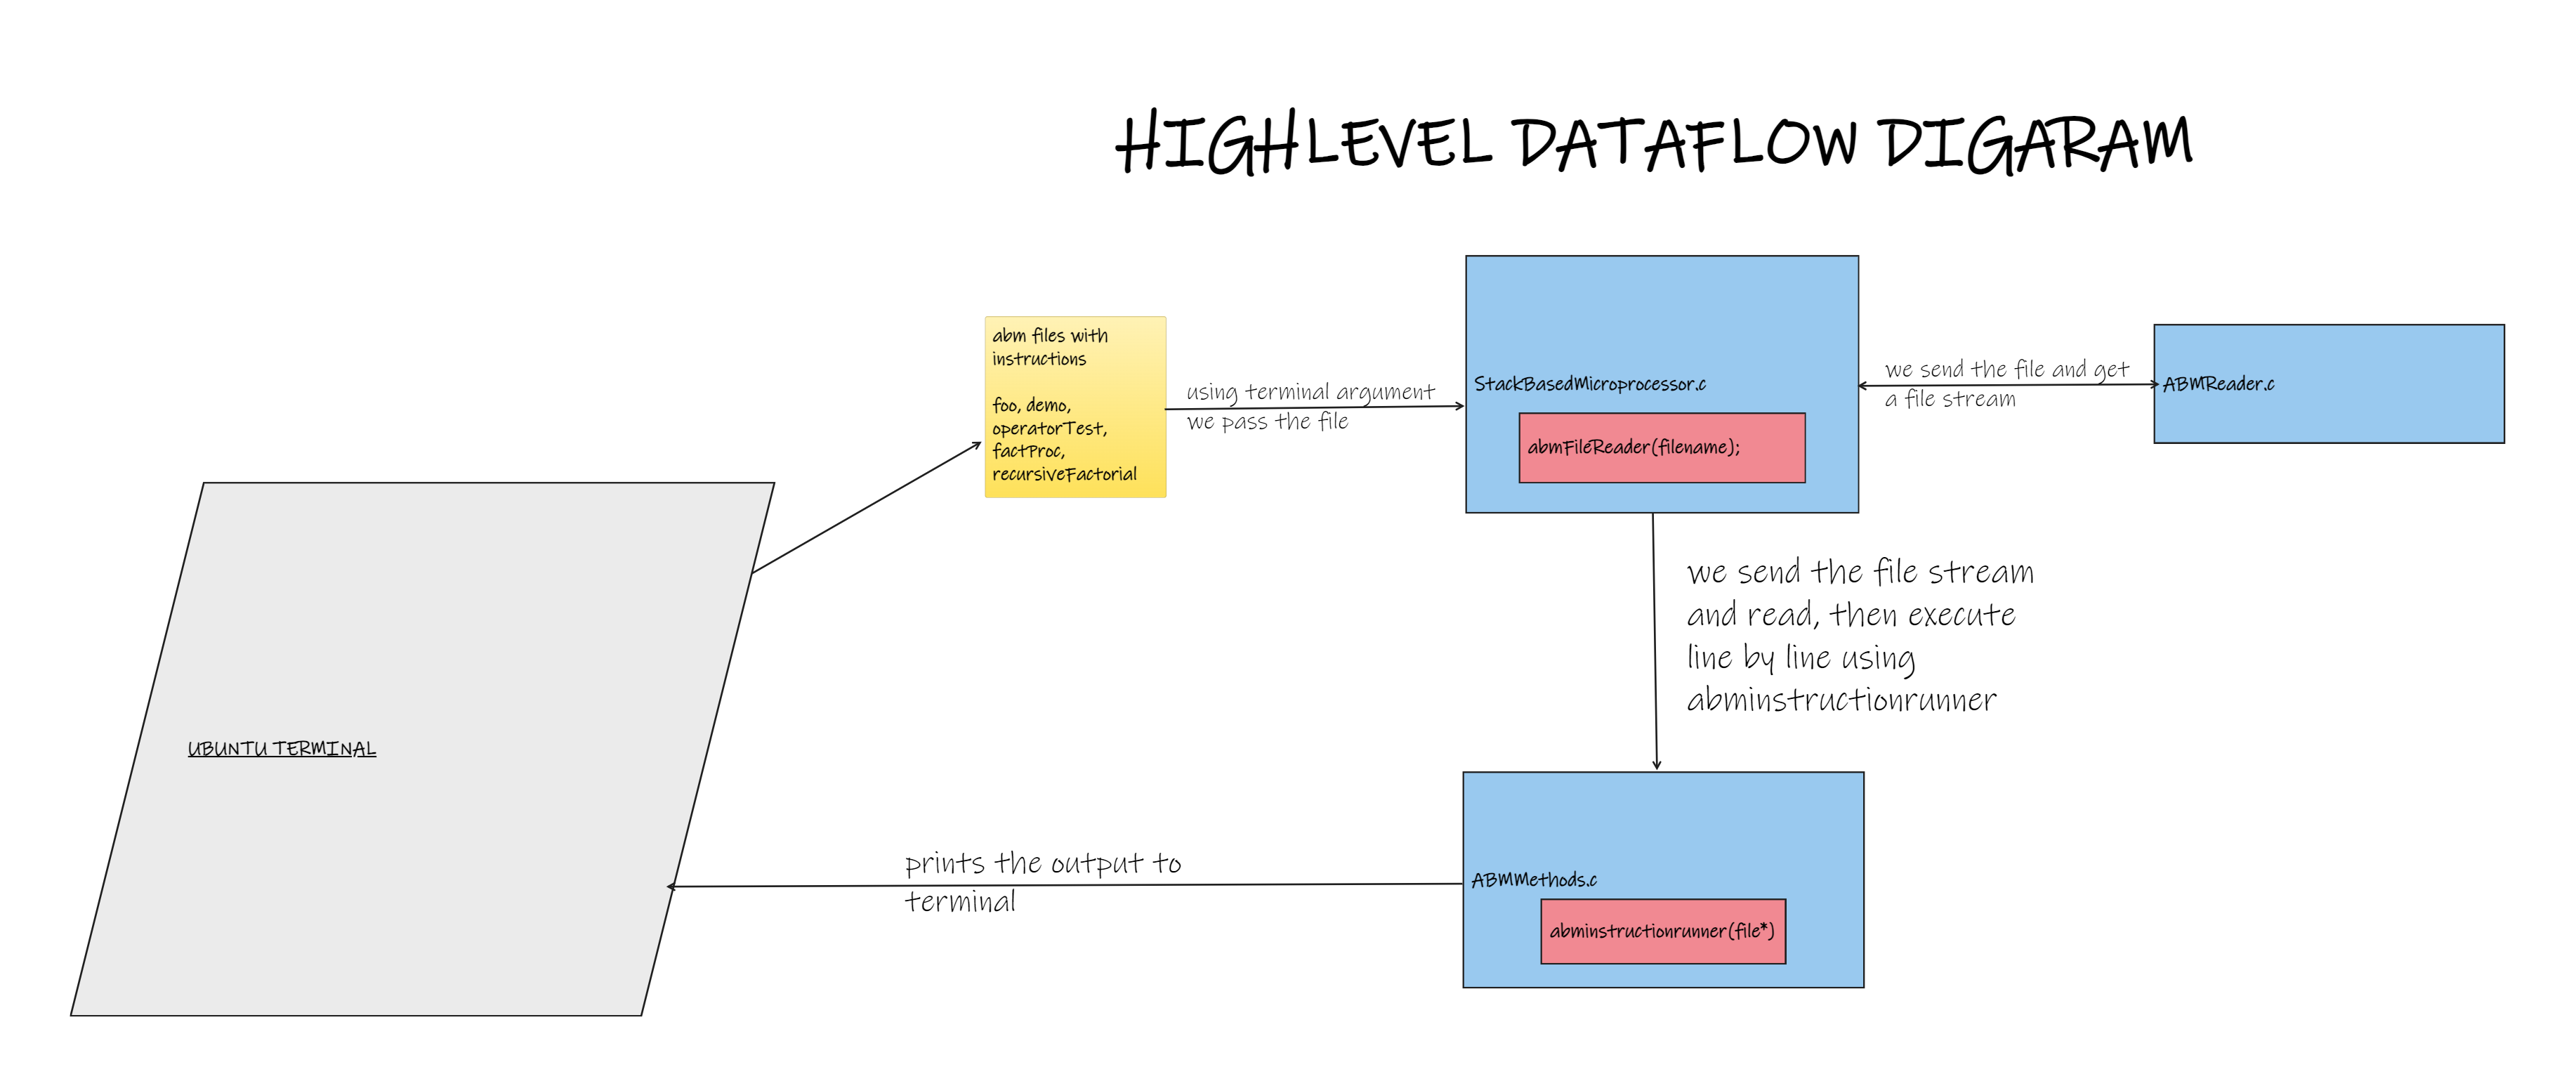 HIGHLEVEL DATAFLOW DIGARAM
abm files with
instructions
foo, demo,
operatorTest,
factProc,
recursiveFactorial
using terminal argument
we pass the file
StackBasedMicroprocessor.c
abmFileReader(filename);
we send the file and get
a file stream
ABMReader.c
we send the file stream
and read, then execute
line by line using
abminstructionrunner
UBUNTU TERMINAL
prints the output to
terminal
ABMMethods.c
abminstructionrunner(file*)